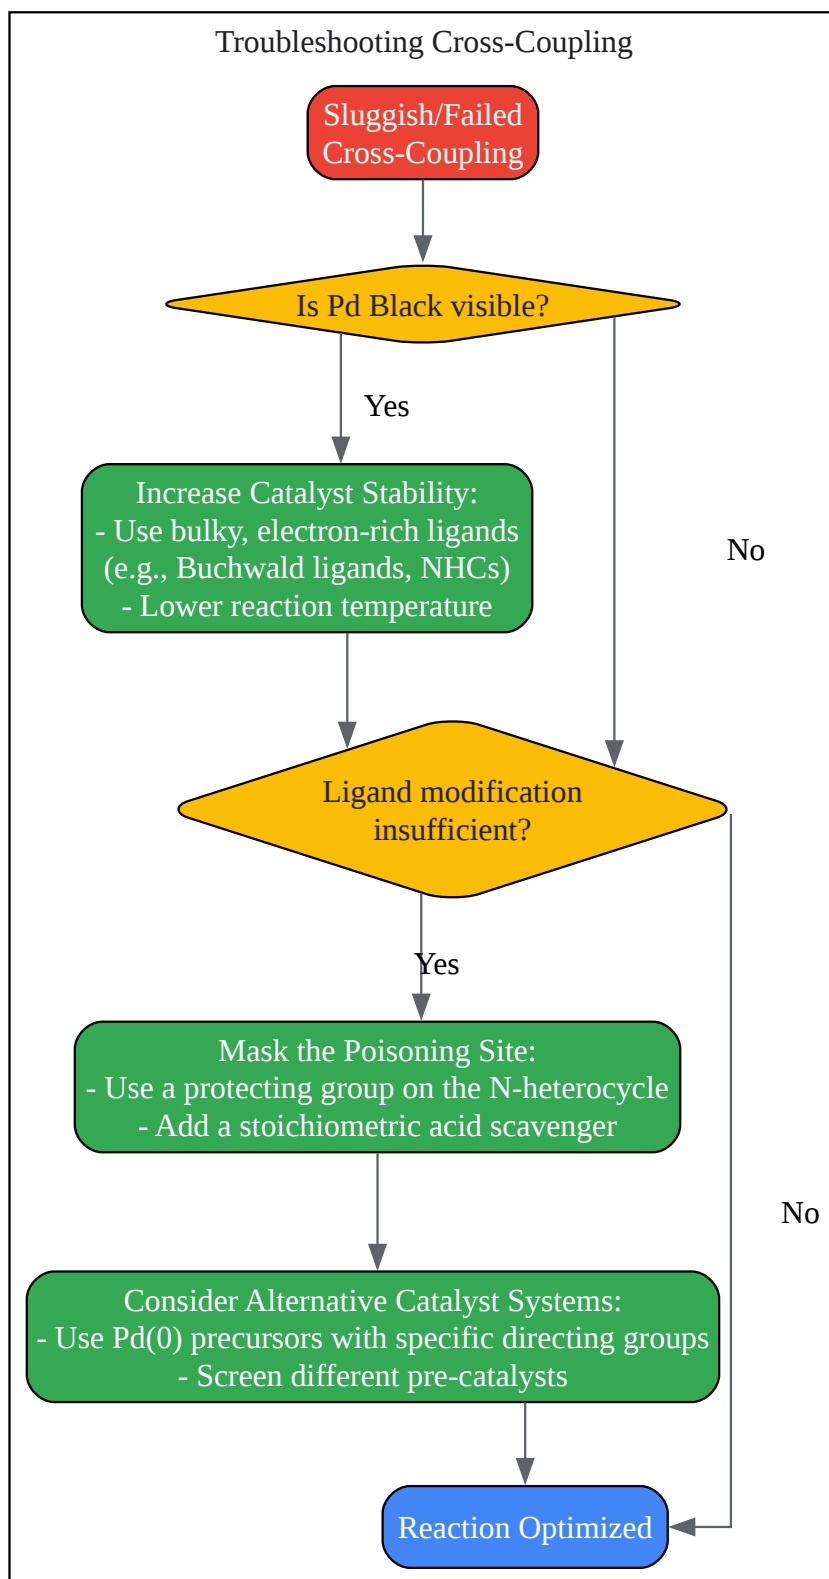 Troubleshooting Cross-Coupling
Sluggish/Failed
Cross-Coupling
Is Pd Black visible?
Yes
Increase Catalyst Stability:
- Use bulky, electron-rich ligands
(e.g., Buchwald ligands, NHCs)
- Lower reaction temperature
No
Ligand modification
insufficient?
Yes
Mask the Poisoning Site:
- Use a protecting group on the N-heterocycle
- Add a stoichiometric acid scavenger
No
Consider Alternative Catalyst Systems:
- Use Pd(0) precursors with specific directing groups
- Screen different pre-catalysts
Reaction Optimized